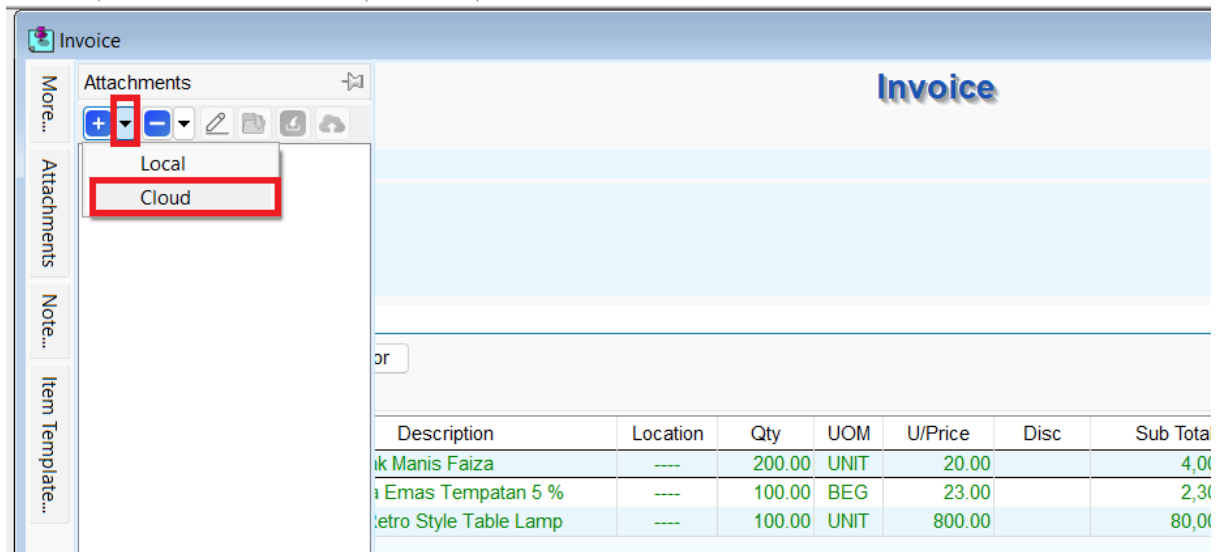 Invoice
More...
Attachments
Note...
Item Template...
Attachments
Local
Cloud
Invoice
or
Description Location Qty UOM U/Price Disc Sub Total
Manis Faiza ---- 200.00 UNIT 20.00 4,00
Emas Tempatan 5 % ---- 100.00 BEG 23.00 2,30
Retro Style Table Lamp ---- 100.00 UNIT 800.00 80,00